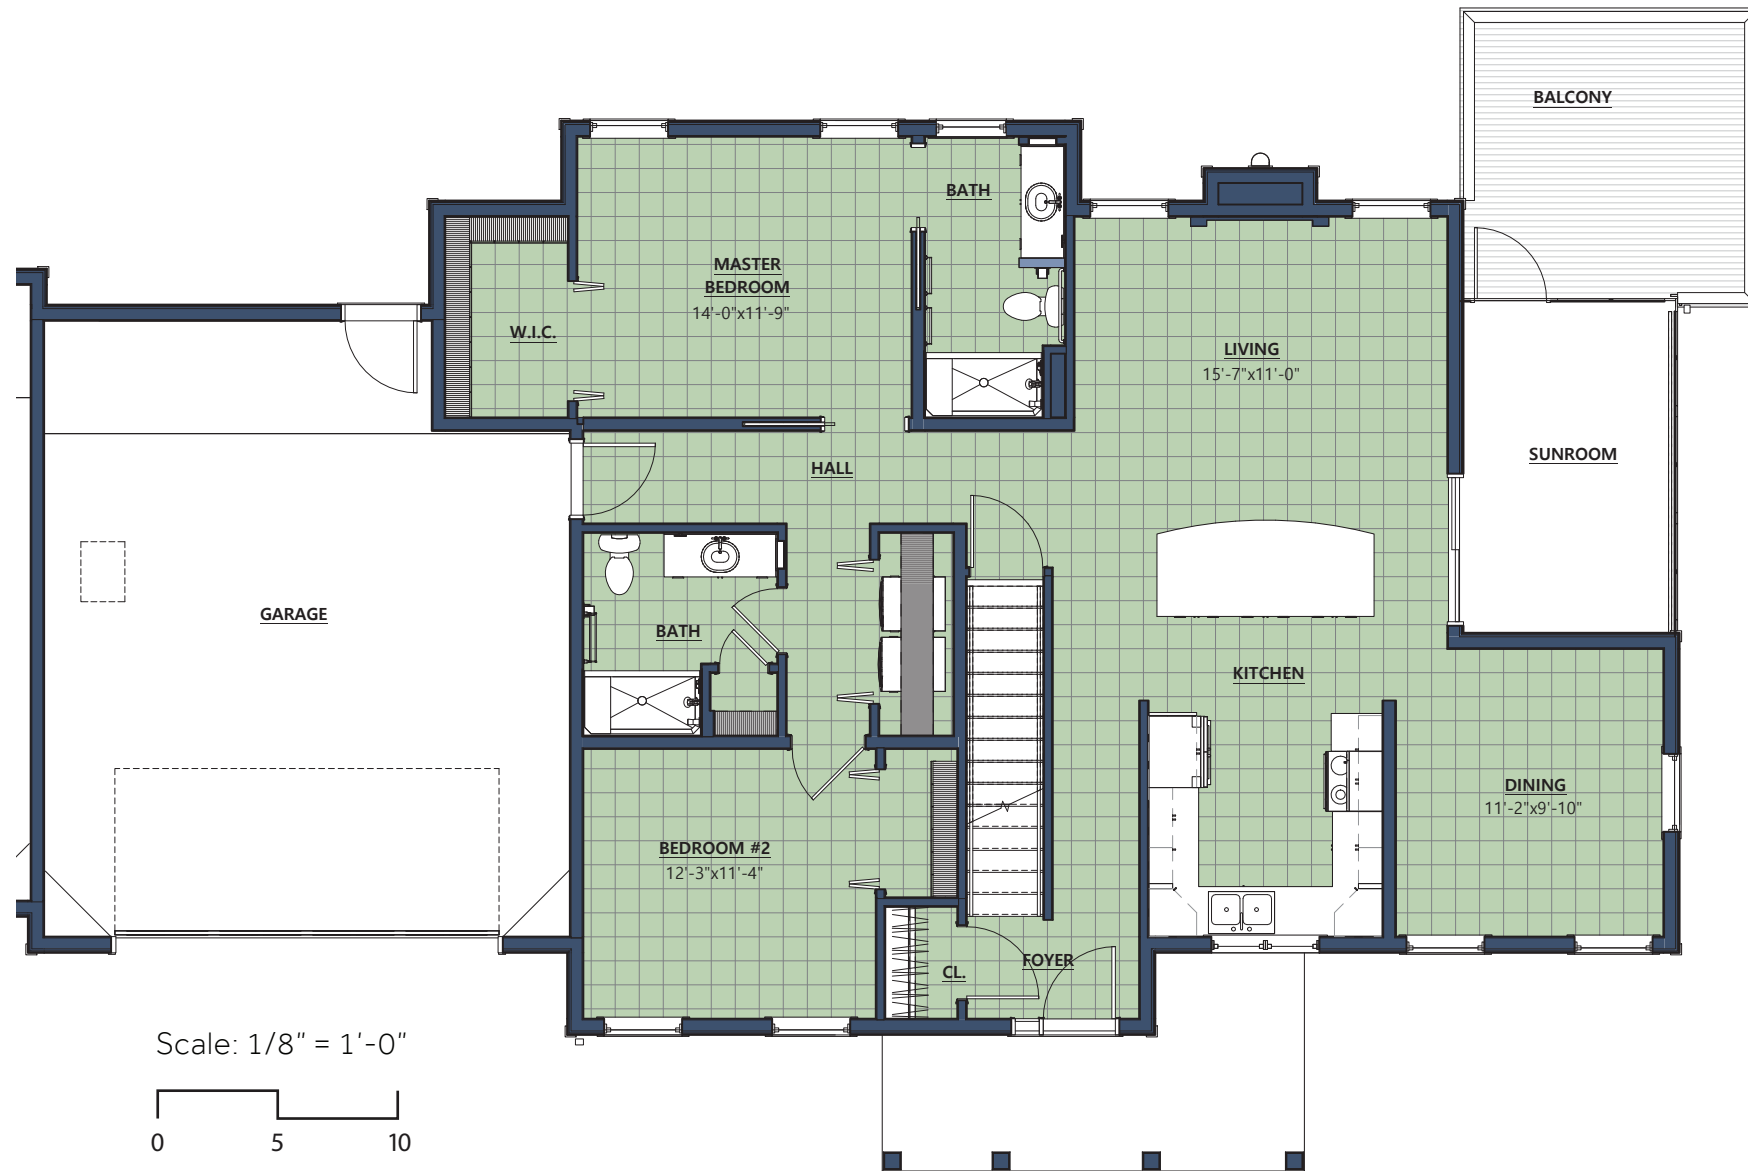 BALCONY
BATH
MASTER
BEDROOM
14'-0"x11'-9"
W.I.C.
LIVING
15'-7"x11'-0"
HALL
SUNROOM
GARAGE
BATH
KITCHEN
DINING
11'-2"x9'-10"
BEDROOM #2
12'-3"x11'-4"
FOYER
CL.
Scale: 1/8" = 1'-0"
0 5 10